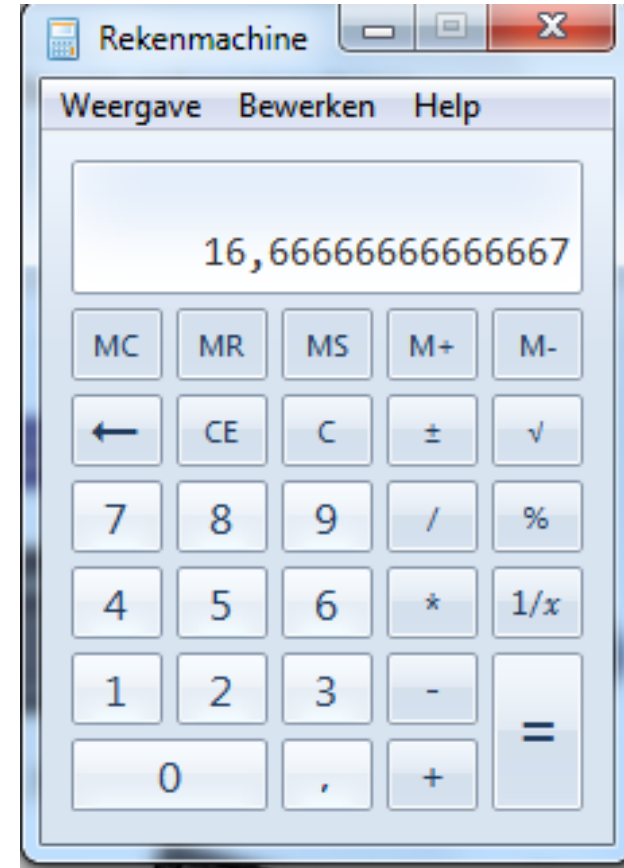 Rekenmachine
Weergave Bewerken Help
16,66666666666667
MC MR MS M+ M-
← CE C ± √
7 8 9 / %
4 5 6 * 1/x
1 2 3 - =
0 , +